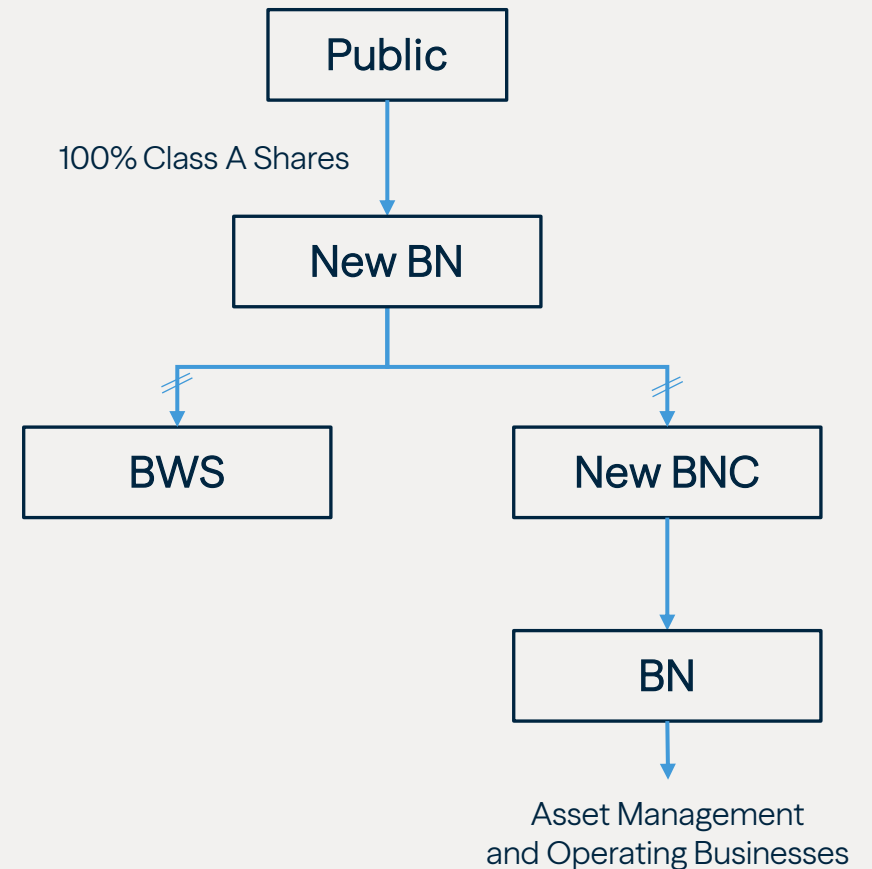 Public
100% Class A Shares
New BN
BWS
New BNC
BN
Asset Management
and Operating Businesses